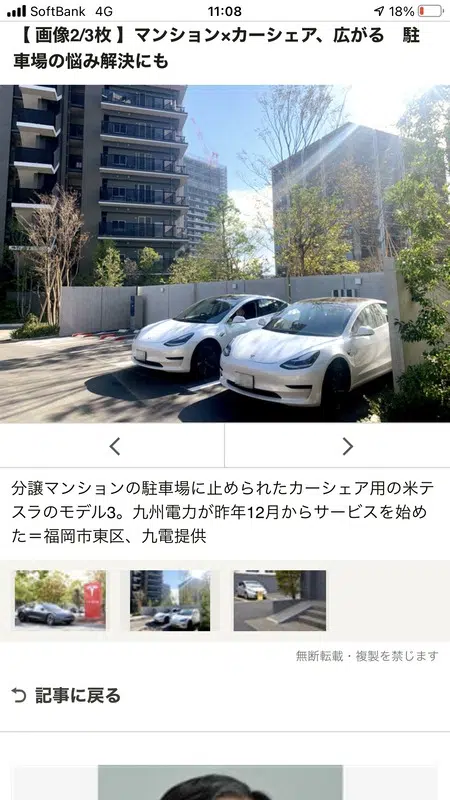 SoftBank 4G 11:08 18%
【 画像2/3枚 】マンション×カーシェア、広がる　駐
車場の悩み解決にも
分譲マンションの駐車場に止められたカーシェア用の米テ
スラのモデル3。九州電力が昨年12月からサービスを始め
た＝福岡市東区、九電提供
無断転載・複製を禁じます
記事に戻る